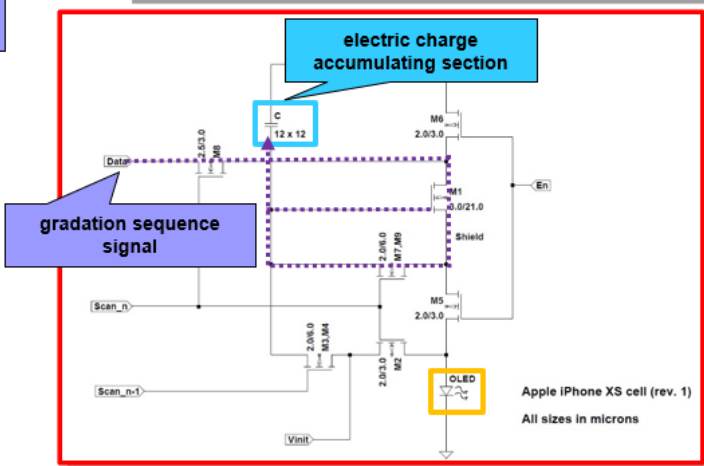 electric charge
accumulating section
C
12 x 12
M6
2.0/3.0
2.5/3.0
M8
Data
En
M1
3.0/21.0
gradation sequence
signal
Shield
2.0/6.0
M7,M9
Scan_n
M5
2.0/3.0
2.0/6.0
M3,M4
2.0/3.0
M2
OLED
Scan_n-1
Apple iPhone XS cell (rev. 1)
All sizes in microns
Vinit